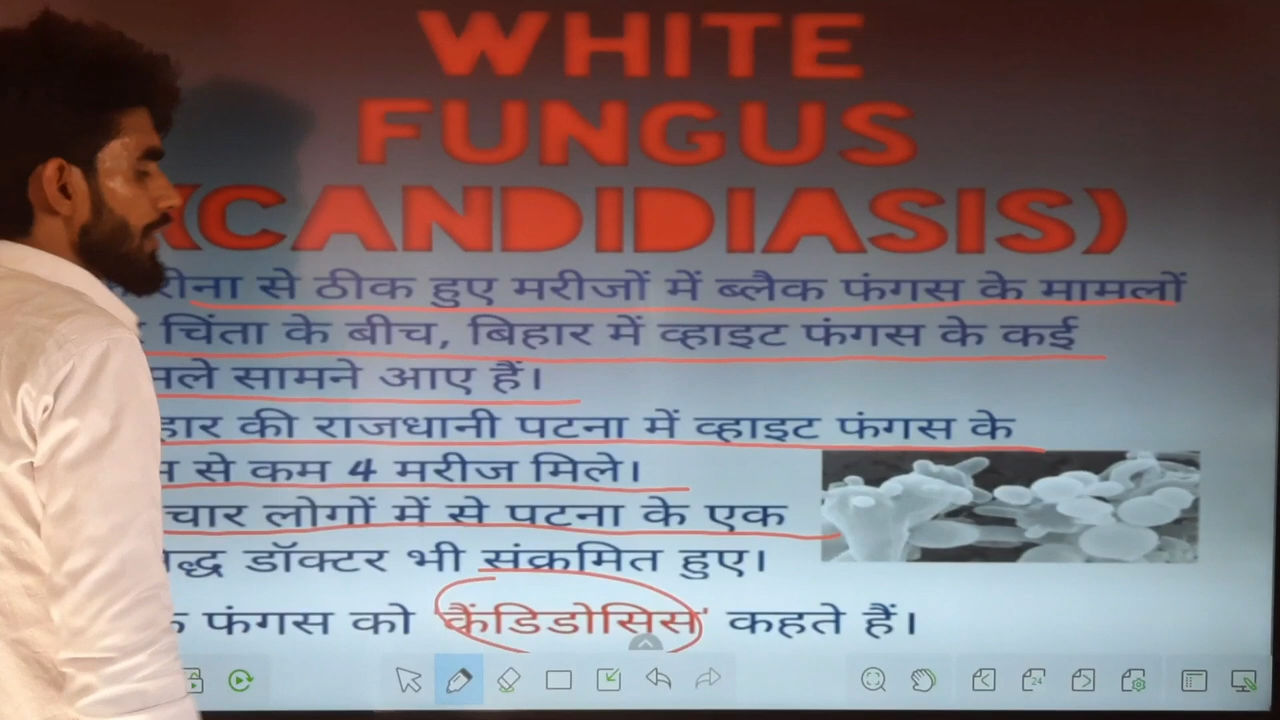 WHITE
FUNGUS
(CANDIDIASIS)
से ठीक हुए मरीजों में ब्लैक फंगस के मामलों
चिंता के बीच, बिहार में व्हाइट फंगस के कई
सामने आए हैं।
की राजधानी पटना में व्हाइट फंगस के
से कम 4 मरीज मिले।
चार लोगों में से पटना के एक
डॉक्टर भी संक्रमित हुए।
फंगस को 'कैंडिडोसिस' कहते हैं।
24